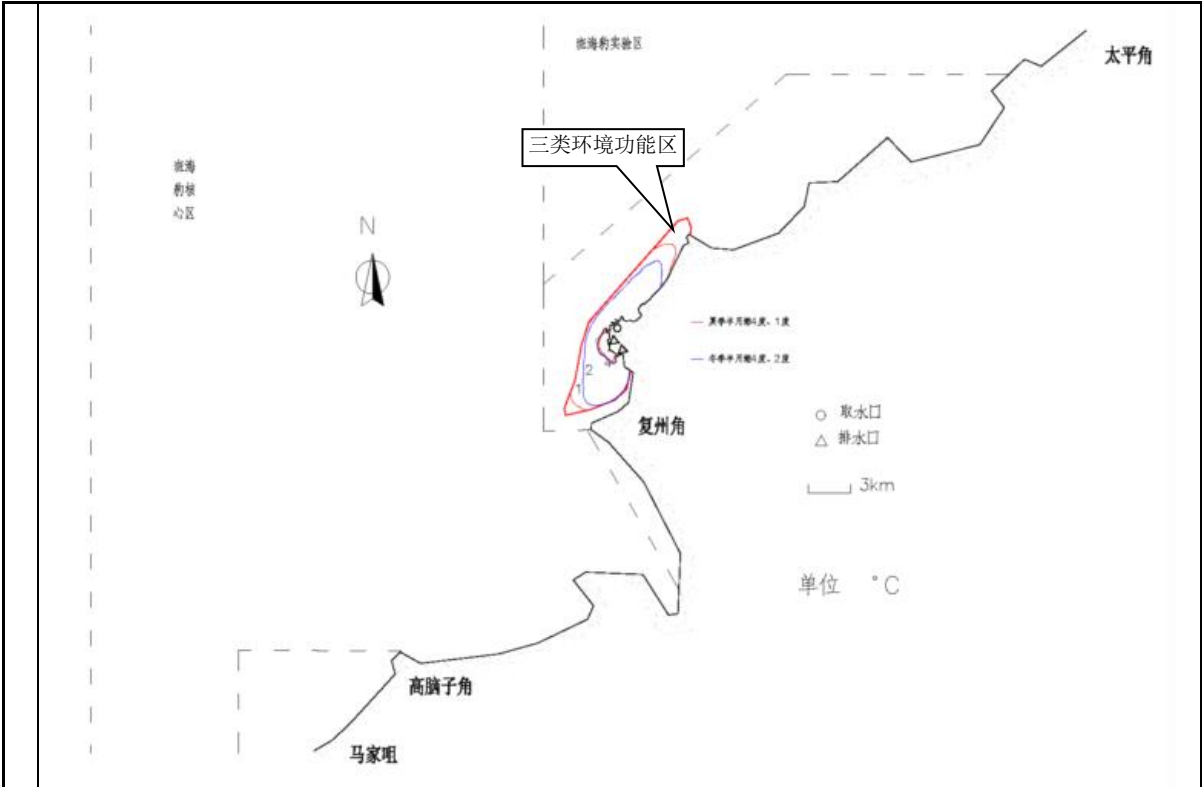 斑海豹实验区
太平角
三类环境功能区
斑海
豹核
心区
N
夏季半月潮4度、1度
2
4
冬季半月潮4度、2度
1
取水口
复州角
排水口
3km
单位 °C
高脑子角
马家咀